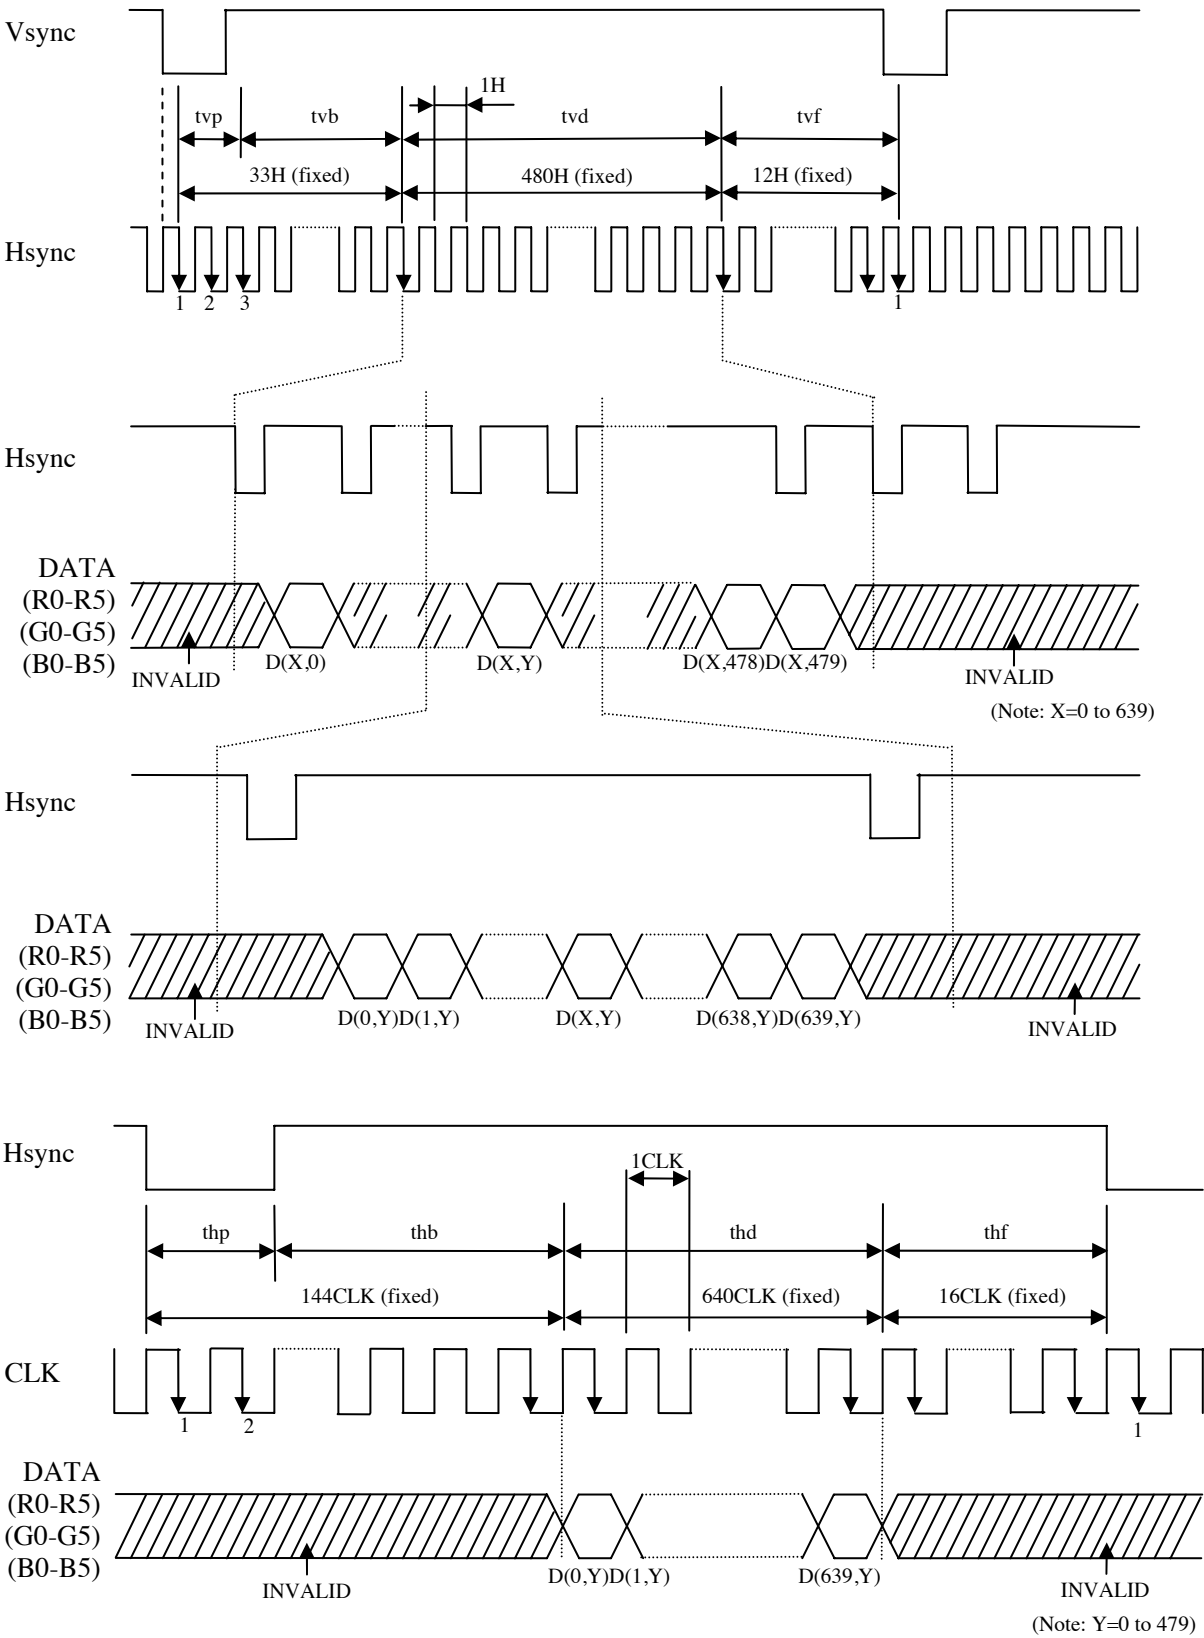 Vsync
1H
tvp tvb tvd tvf
33H (fixed) 480H (fixed) 12H (fixed)
Hsync
1 2 3 1
Hsync
DATA
(R0-R5)
(G0-G5)
(B0-B5)
D(X,0) D(X,Y) D(X,478)D(X,479)
INVALID INVALID
(Note: X=0 to 639)
Hsync
DATA
(R0-R5)
(G0-G5)
(B0-B5)
D(0,Y)D(1,Y) D(X,Y) D(638,Y)D(639,Y)
INVALID INVALID
Hsync
1CLK
thp thb thd thf
144CLK (fixed) 640CLK (fixed) 16CLK (fixed)
CLK
1 2 1
DATA
(R0-R5)
(G0-G5)
(B0-B5)
D(0,Y)D(1,Y) D(639,Y)
INVALID INVALID
(Note: Y=0 to 479)